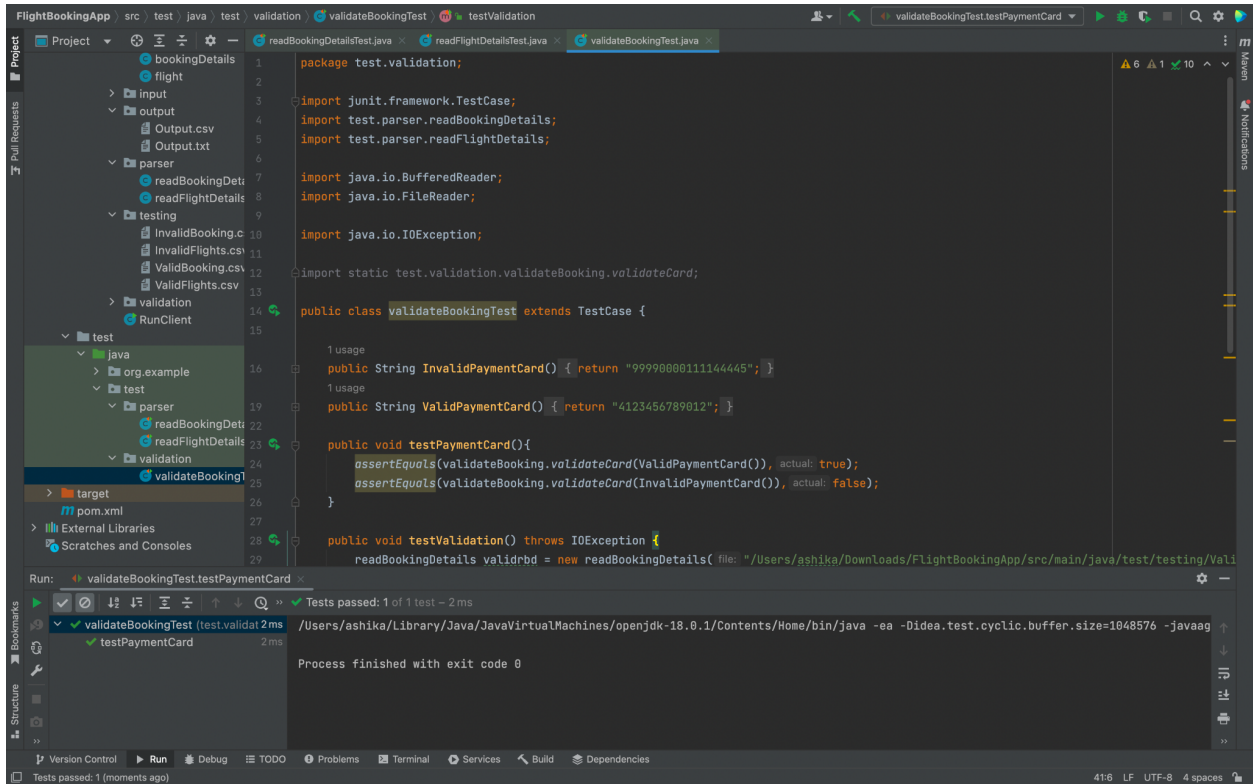 FlightBookingApp src test java test validation validateBookingTest testValidation validateBookingTest.testPaymentCard
Project
readBookingDetailsTest.java readFlightDetailsTest.java validateBookingTest.java
Project
Pull Requests
bookingDetails
flight
input
output
Output.csv
Output.txt
parser
readBookingDeta
readFlightDetails
testing
InvalidBooking.c
InvalidFlights.csv
ValidBooking.csv
ValidFlights.csv
validation
RunClient
test
java
org.example
test
parser
readBookingDeta
readFlightDetails
validation
validateBookingT
target
pom.xml
External Libraries
Scratches and Consoles
1 package test.validation;
2
3 import junit.framework.TestCase;
4 import test.parser.readBookingDetails;
5 import test.parser.readFlightDetails;
6
7 import java.io.BufferedReader;
8 import java.io.FileReader;
9
10 import java.io.IOException;
11
12 import static test.validation.validateBooking.validateCard;
13
14 public class validateBookingTest extends TestCase {
15
1 usage
16 public String InvalidPaymentCard() { return "99990000111144445"; }
1 usage
19 public String ValidPaymentCard() { return "4123456789012"; }
22
23 public void testPaymentCard(){
24 assertEquals(validateBooking.validateCard(ValidPaymentCard()), actual: true);
25 assertEquals(validateBooking.validateCard(InvalidPaymentCard()), actual: false);
26 }
27
28 public void testValidation() throws IOException {
29 readBookingDetails validrbd = new readBookingDetails( file: "/Users/ashika/Downloads/FlightBookingApp/src/main/java/test/testing/Vali
6 1 10
m
Maven
Notifications
Run: validateBookingTest.testPaymentCard
Tests passed: 1 of 1 test – 2 ms
validateBookingTest (test.validat 2 ms
testPaymentCard 2 ms
/Users/ashika/Library/Java/JavaVirtualMachines/openjdk-18.0.1/Contents/Home/bin/java -ea -Didea.test.cyclic.buffer.size=1048576 -javaag
Process finished with exit code 0
Bookmarks
Structure
Version Control Run Debug TODO Problems Terminal Services Build Dependencies
Tests passed: 1 (moments ago) 41:6 LF UTF-8 4 spaces